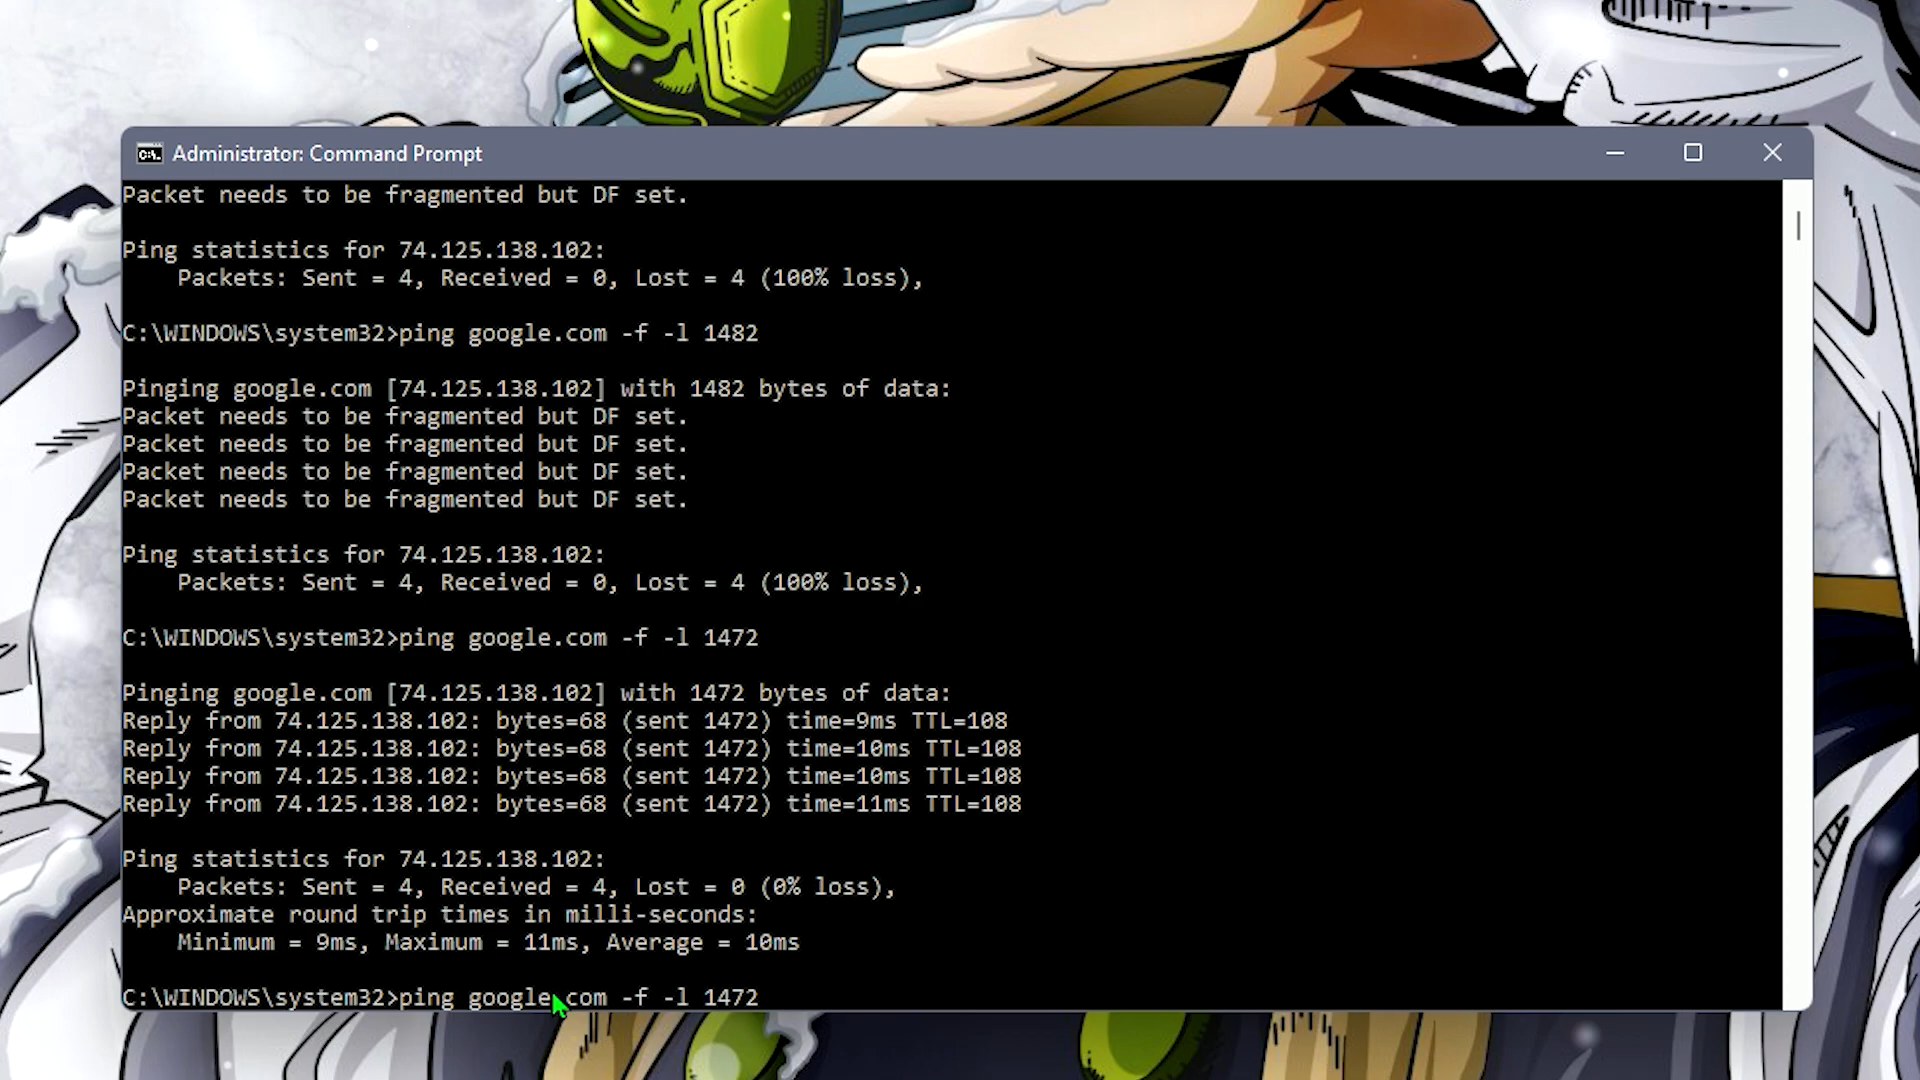 Administrator: Command Prompt
Packet needs to be fragmented but DF set.
Ping statistics for 74.125.138.102:
    Packets: Sent = 4, Received = 0, Lost = 4 (100% loss),
C:\WINDOWS\system32>ping google.com -f -l 1482
Pinging google.com [74.125.138.102] with 1482 bytes of data:
Packet needs to be fragmented but DF set.
Packet needs to be fragmented but DF set.
Packet needs to be fragmented but DF set.
Packet needs to be fragmented but DF set.
Ping statistics for 74.125.138.102:
    Packets: Sent = 4, Received = 0, Lost = 4 (100% loss),
C:\WINDOWS\system32>ping google.com -f -l 1472
Pinging google.com [74.125.138.102] with 1472 bytes of data:
Reply from 74.125.138.102: bytes=68 (sent 1472) time=9ms TTL=108
Reply from 74.125.138.102: bytes=68 (sent 1472) time=10ms TTL=108
Reply from 74.125.138.102: bytes=68 (sent 1472) time=10ms TTL=108
Reply from 74.125.138.102: bytes=68 (sent 1472) time=11ms TTL=108
Ping statistics for 74.125.138.102:
    Packets: Sent = 4, Received = 4, Lost = 0 (0% loss),
Approximate round trip times in milli-seconds:
    Minimum = 9ms, Maximum = 11ms, Average = 10ms
C:\WINDOWS\system32>ping google.com -f -l 1472